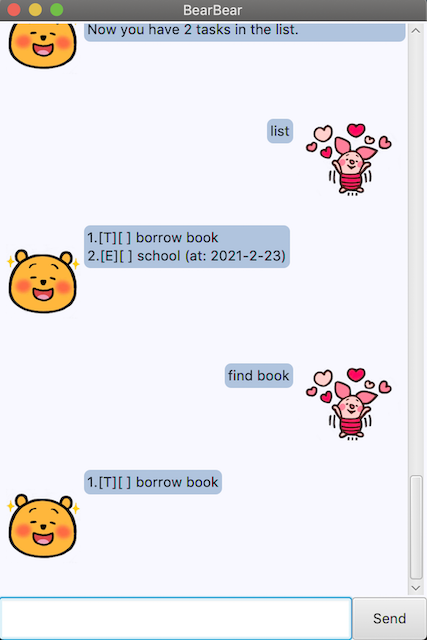 BearBear
Now you have 2 tasks in the list.
list
1.[T][ ] borrow book
2.[E][ ] school (at: 2021-2-23)
find book
1.[T][ ] borrow book
Send